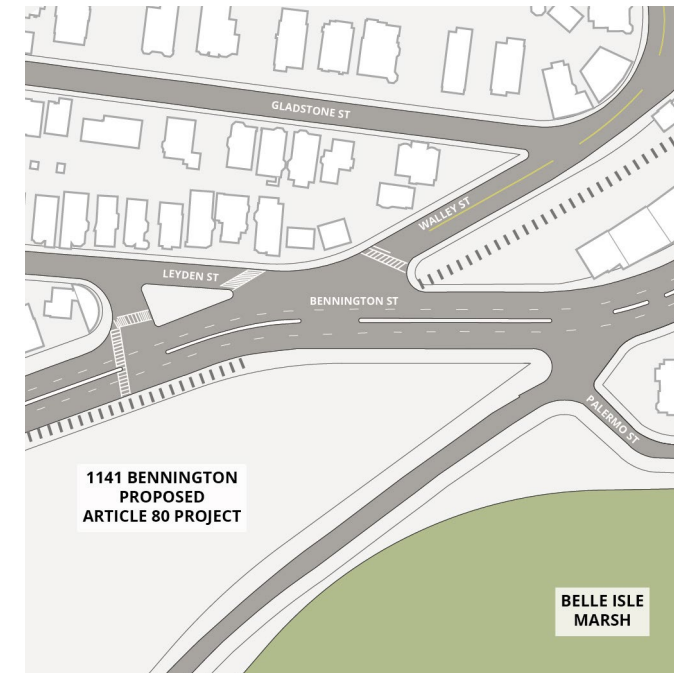 GLADSTONE ST
WALLEY ST
LEYDEN ST
BENNINGTON ST
PALERMO ST
1141 BENNINGTON
PROPOSED
ARTICLE 80 PROJECT
BELLE ISLE
MARSH